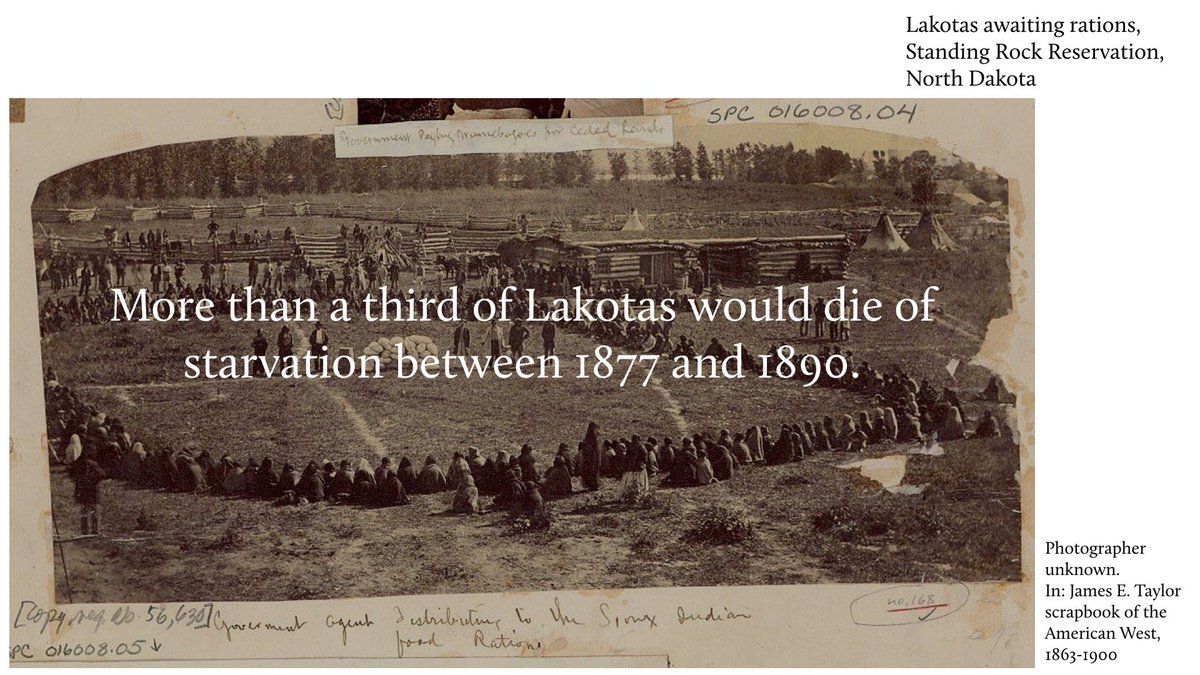 Lakotas awaiting rations,
Standing Rock Reservation,
North Dakota
SPC 016008.04
Government Paying Winnebagoes for Ceded Lands
More than a third of Lakotas would die of
starvation between 1877 and 1890.
Photographer
unknown.
In: James E. Taylor
scrapbook of the
American West,
1863-1900
no, 168
[Copy. neg. No. 56,630] Goverment agent Distributing to the Sioux Indian
food Rations
SPC 016008.05